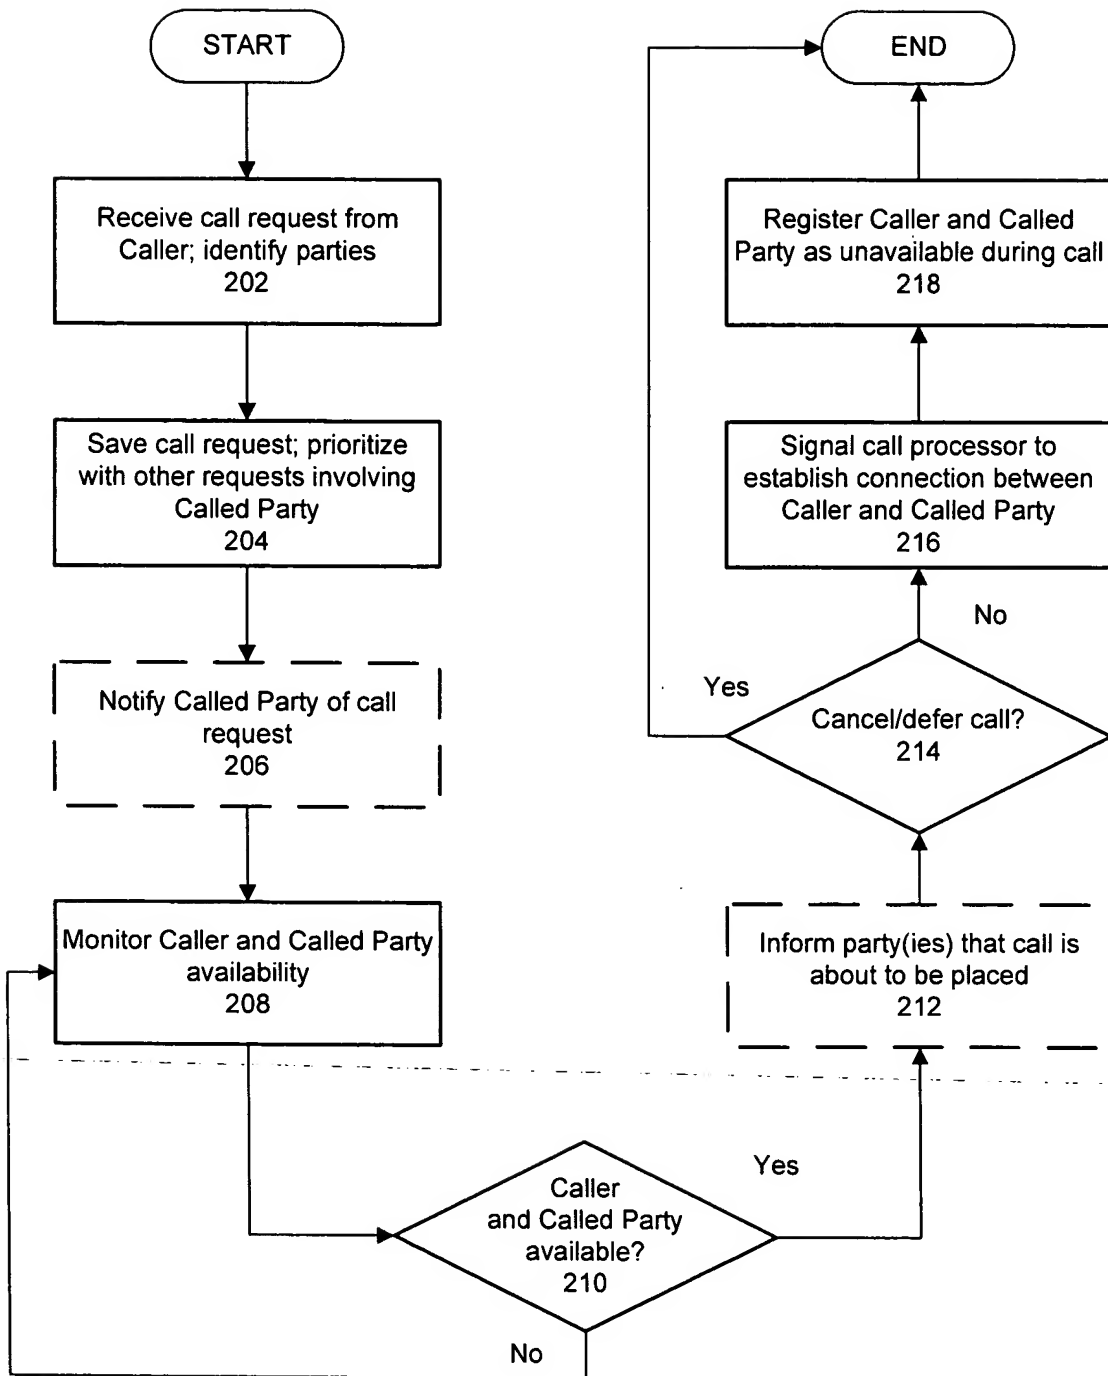 START
Receive call request from
Caller; identify parties
202
Save call request; prioritize
with other requests involving
Called Party
204
Notify Called Party of call
request
206
Monitor Caller and Called Party
availability
208
Caller
and Called Party
available?
210
No
Yes
Inform party(ies) that call is
about to be placed
212
Cancel/defer call?
214
Yes
No
Signal call processor to
establish connection between
Caller and Called Party
216
Register Caller and Called
Party as unavailable during call
218
END